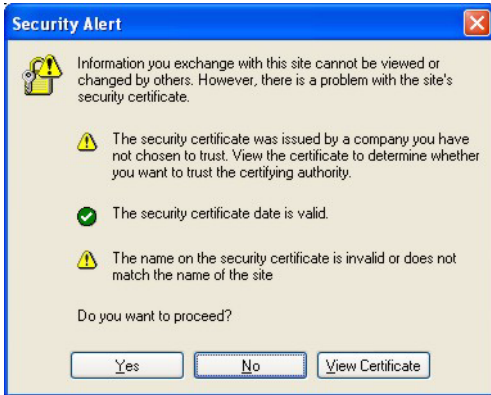 Security Alert
Information you exchange with this site cannot be viewed or
changed by others. However, there is a problem with the site's
security certificate.
The security certificate was issued by a company you have
not chosen to trust. View the certificate to determine whether
you want to trust the certifying authority.
The security certificate date is valid.
The name on the security certificate is invalid or does not
match the name of the site
Do you want to proceed?
Yes No View Certificate